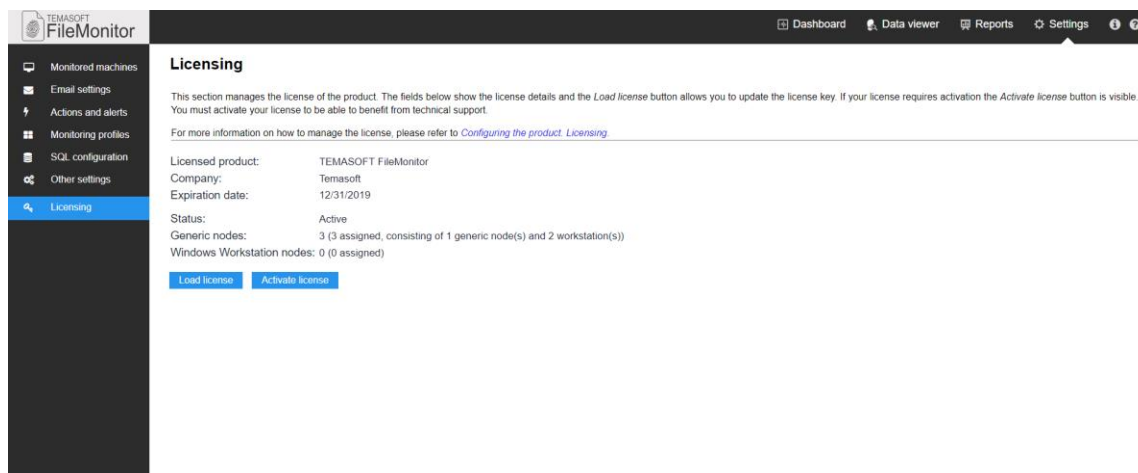 TEMASOFT
FileMonitor
Dashboard
Data viewer
Reports
Settings
Monitored machines
Email settings
Actions and alerts
Monitoring profiles
SQL configuration
Other settings
Licensing
Licensing
This section manages the license of the product. The fields below show the license details and the Load license button allows you to update the license key. If your license requires activation the Activate license button is visible.
You must activate your license to be able to benefit from technical support.
For more information on how to manage the license, please refer to Configuring the product. Licensing.
Licensed product: TEMASOFT FileMonitor
Company: Temasoft
Expiration date: 12/31/2019
Status: Active
Generic nodes: 3 (3 assigned, consisting of 1 generic node(s) and 2 workstation(s))
Windows Workstation nodes: 0 (0 assigned)
Load license
Activate license